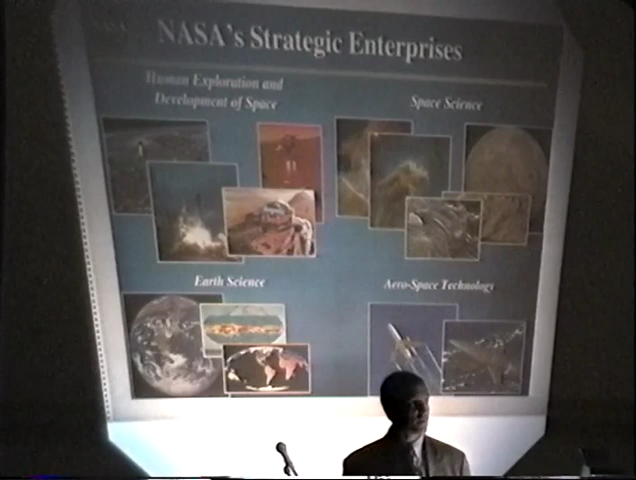 NASA's Strategic Enterprises
Human Exploration and
Development of Space
Space Science
Earth Science
Aero-Space Technology